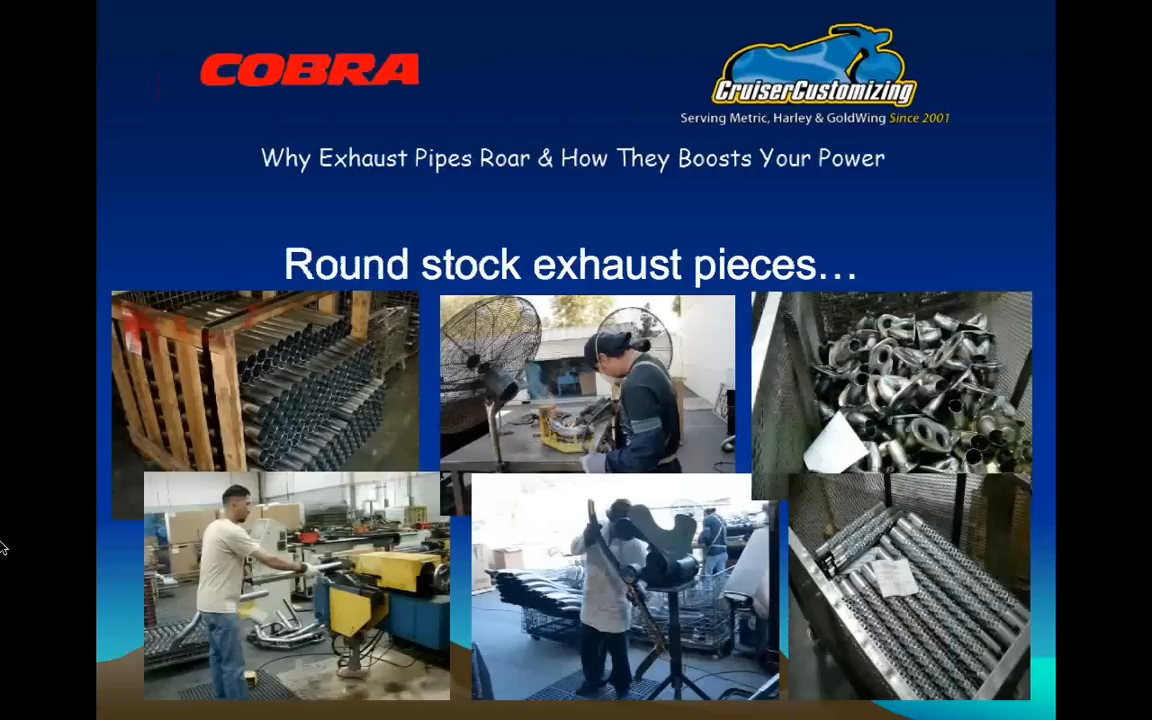 COBRA
CruiserCustomizing
Serving Metric, Harley & GoldWing Since 2001
Why Exhaust Pipes Roar & How They Boosts Your Power
Round stock exhaust pieces...